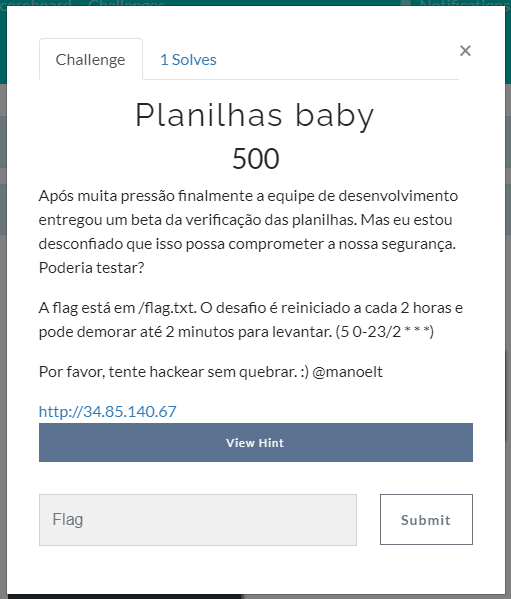 Challenges
Notifications
Challenge
1 Solves
×
Planilhas baby
500
Após muita pressão finalmente a equipe de desenvolvimento
entregou um beta da verificação das planilhas. Mas eu estou
desconfiado que isso possa comprometer a nossa segurança.
Poderia testar?
A flag está em /flag.txt. O desafio é reiniciado a cada 2 horas e
pode demorar até 2 minutos para levantar. (5 0-23/2 * * *)
Por favor, tente hackear sem quebrar. :) @manoelt
http://34.85.140.67
View Hint
Flag
Submit